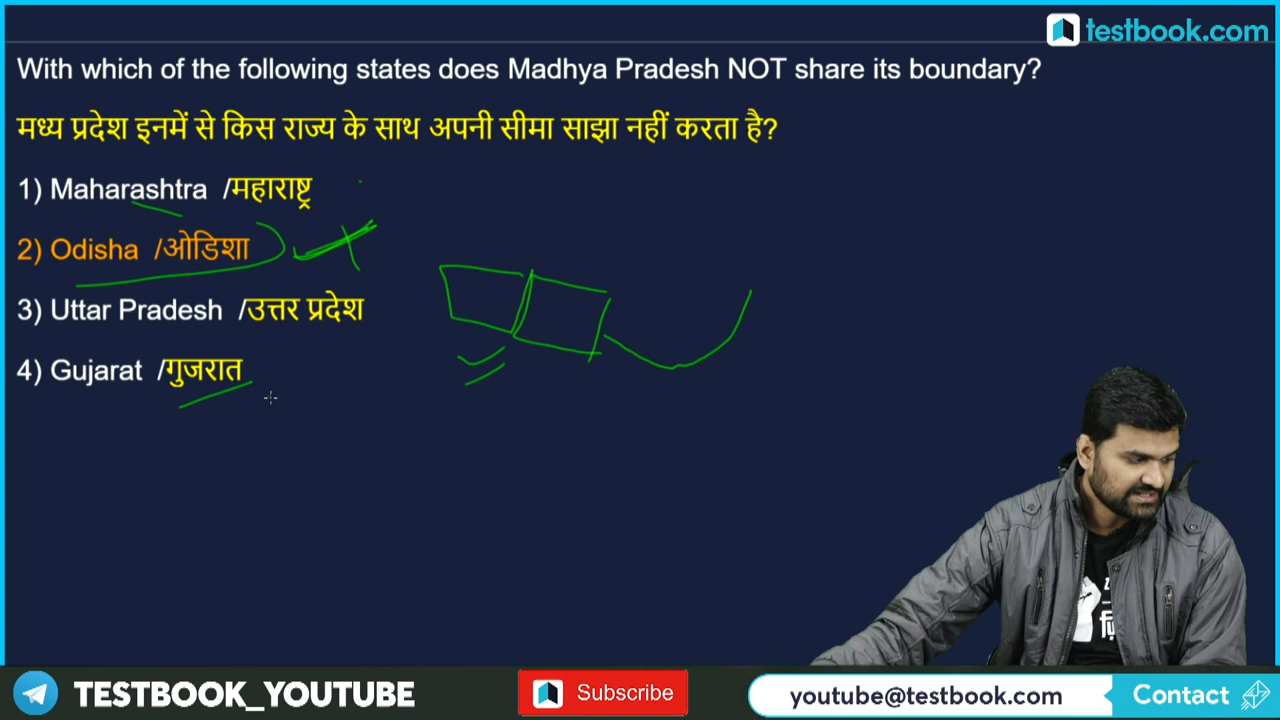 testbook.com
With which of the following states does Madhya Pradesh NOT share its boundary?
मध्य प्रदेश इनमें से किस राज्य के साथ अपनी सीमा साझा नहीं करता है?
1) Maharashtra /महाराष्ट्र
2) Odisha /ओडिशा
3) Uttar Pradesh /उत्तर प्रदेश
4) Gujarat /गुजरात
TESTBOOK_YOUTUBE
Subscribe
youtube@testbook.com
Contact